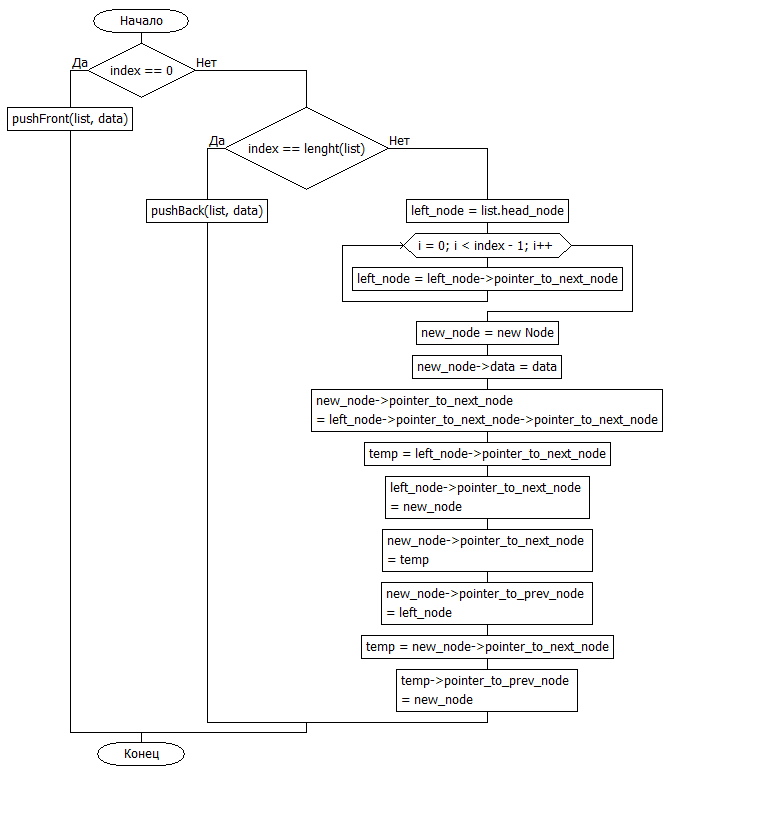 Начало
Да
index == 0
Нет
pushFront(list, data)
Да
index == lenght(list)
Нет
pushBack(list, data)
left_node = list.head_node
i = 0; i < index - 1; i++
left_node = left_node->pointer_to_next_node
new_node = new Node
new_node->data = data
new_node->pointer_to_next_node
= left_node->pointer_to_next_node->pointer_to_next_node
temp = left_node->pointer_to_next_node
left_node->pointer_to_next_node
= new_node
new_node->pointer_to_next_node
= temp
new_node->pointer_to_prev_node
= left_node
temp = new_node->pointer_to_next_node
temp->pointer_to_prev_node
= new_node
Конец